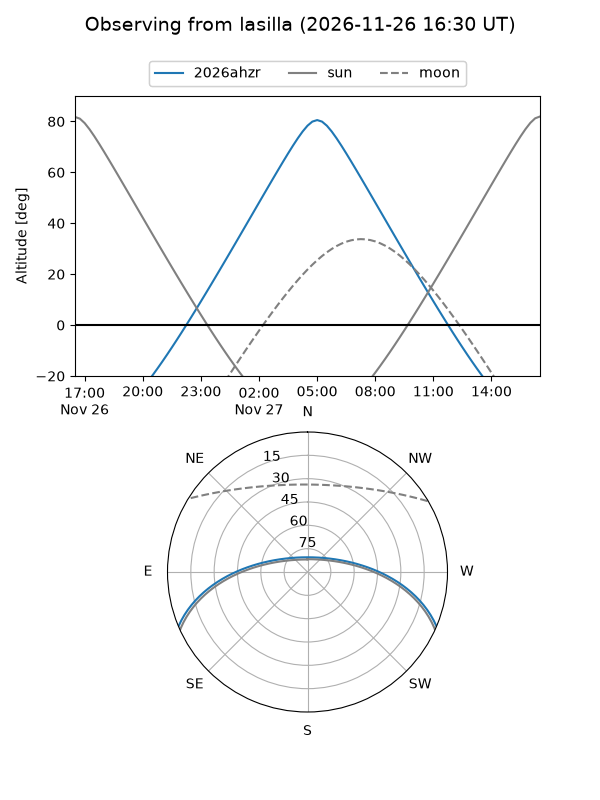 Observing from lasilla (2026-11-26 16:30 UT)
2026ahzr sun moon
Altitude [deg]
80
60
40
20
0
−20
17:00 20:00 23:00 02:00 05:00 08:00 11:00 14:00
Nov 26 Nov 27
N
NE NW
15
30
45
60
75
E W
SE SW
S